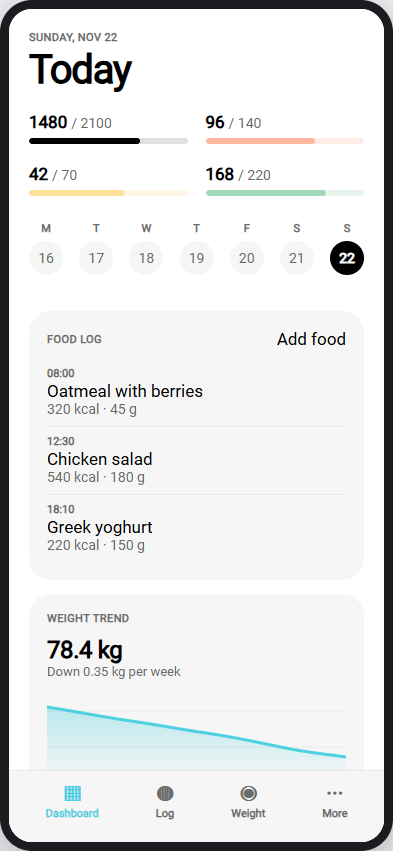 SUNDAY, NOV 22
Today
1480 / 2100
96 / 140
42 / 70
168 / 220
M T W T F S S
16 17 18 19 20 21 22
FOOD LOG
Add food
08:00
Oatmeal with berries
320 kcal · 45 g
12:30
Chicken salad
540 kcal · 180 g
18:10
Greek yoghurt
220 kcal · 150 g
WEIGHT TREND
78.4 kg
Down 0.35 kg per week
Dashboard
Log
Weight
More